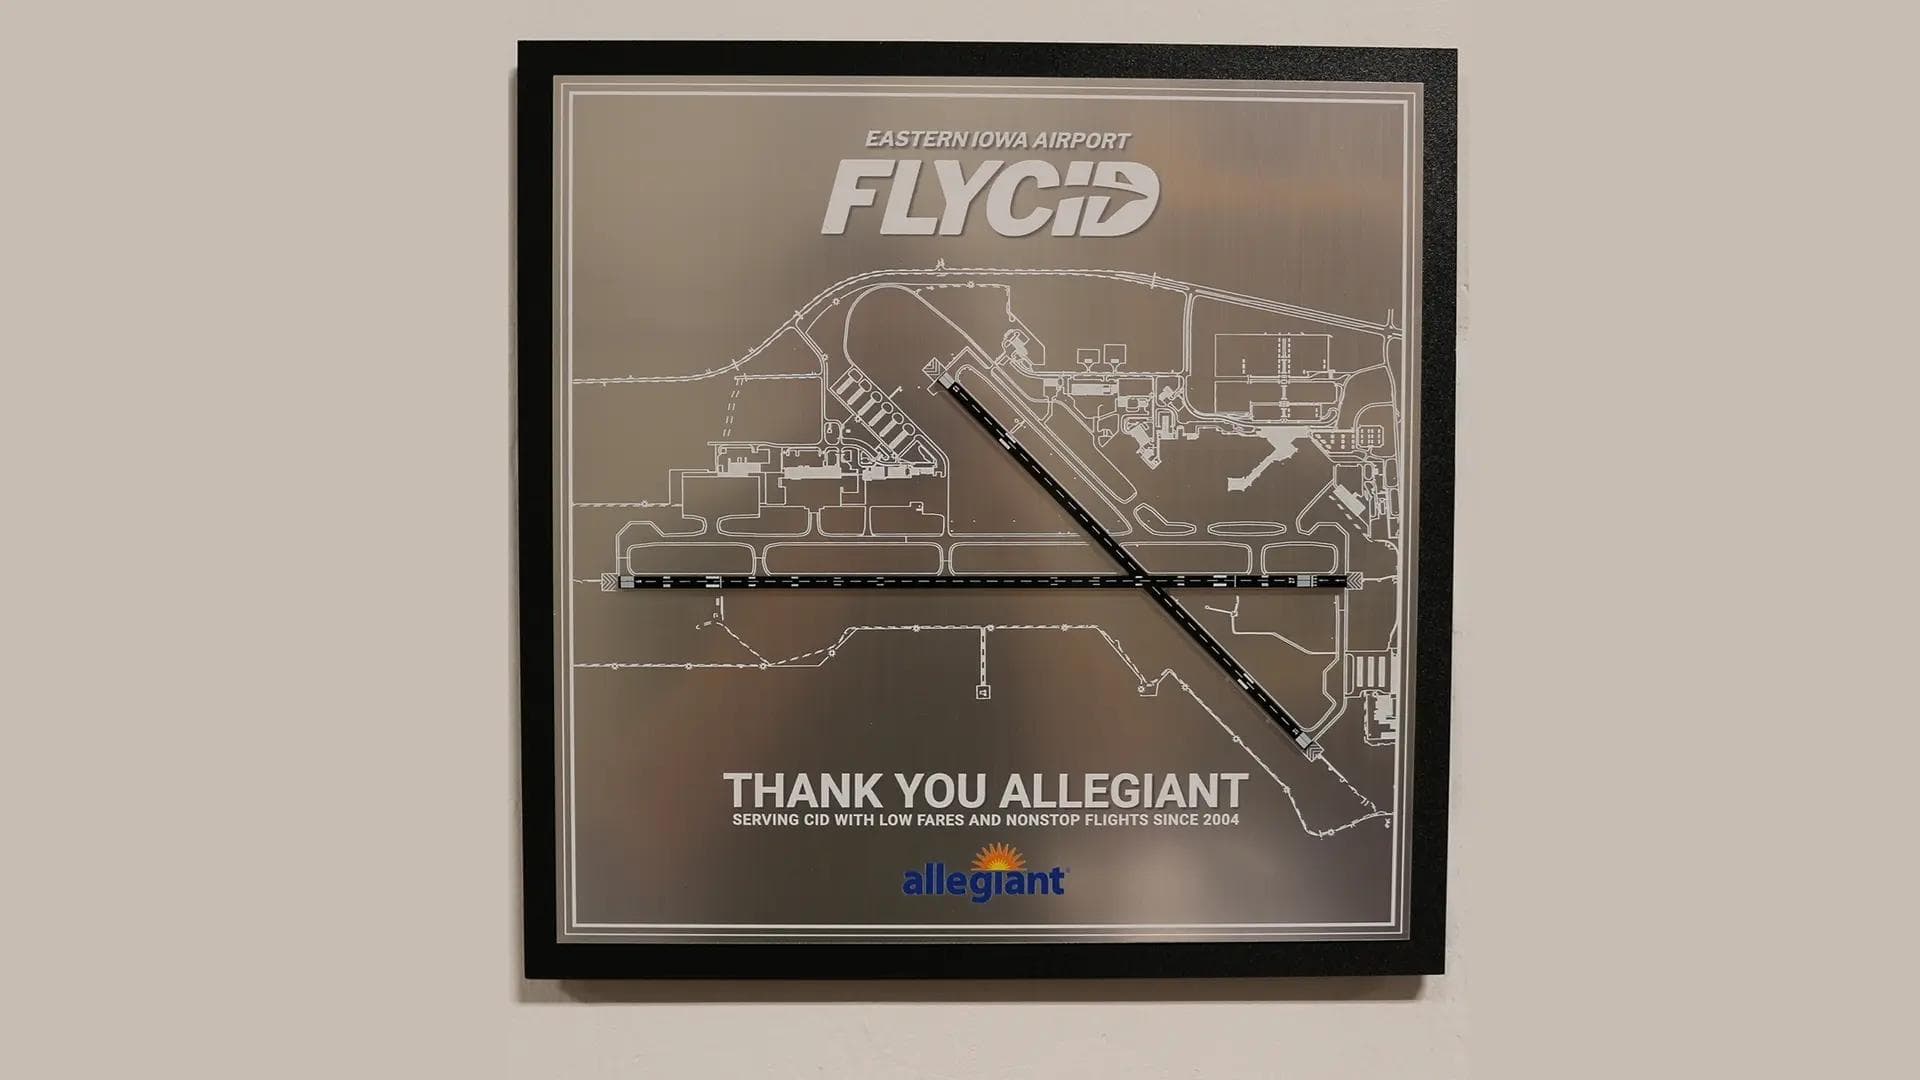 EASTERN IOWA AIRPORT
FLYCID
THANK YOU ALLEGIANT
SERVING CID WITH LOW FARES AND NONSTOP FLIGHTS SINCE 2004
allegiant